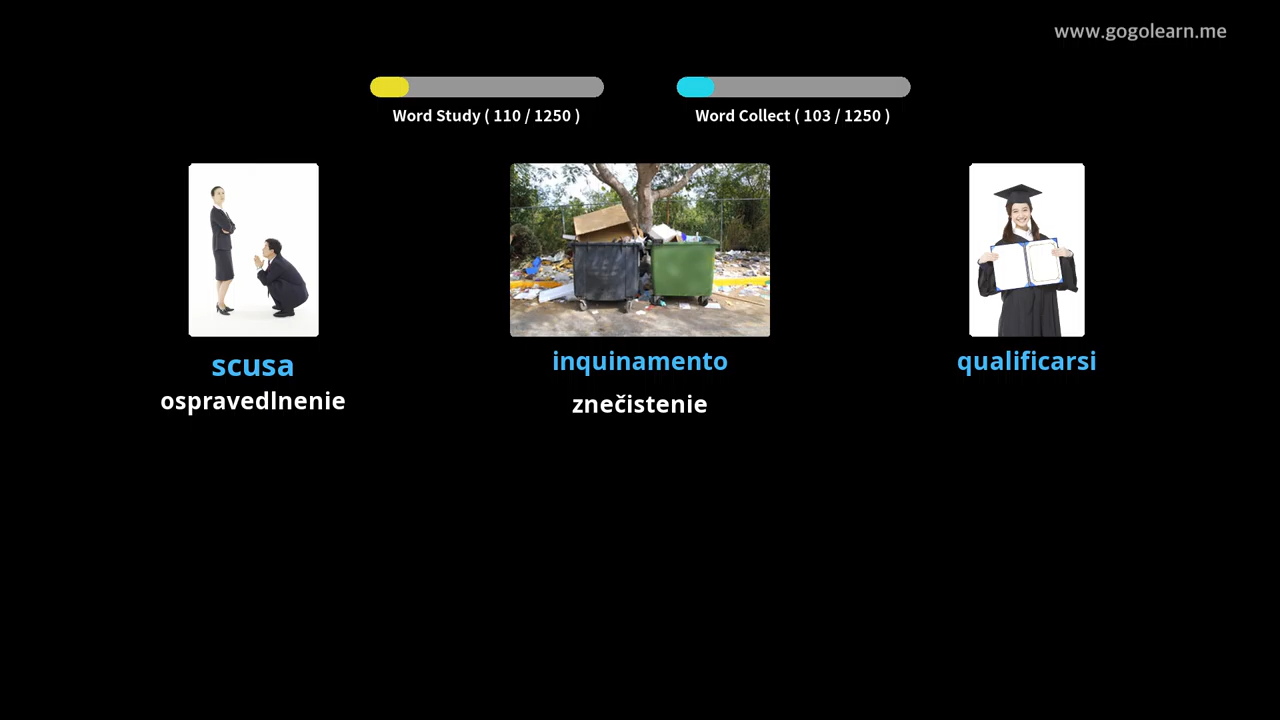 www.gogolearn.me
Word Study ( 110 / 1250 )
Word Collect ( 103 / 1250 )
scusa
ospravedlnenie
inquinamento
znečistenie
qualificarsi